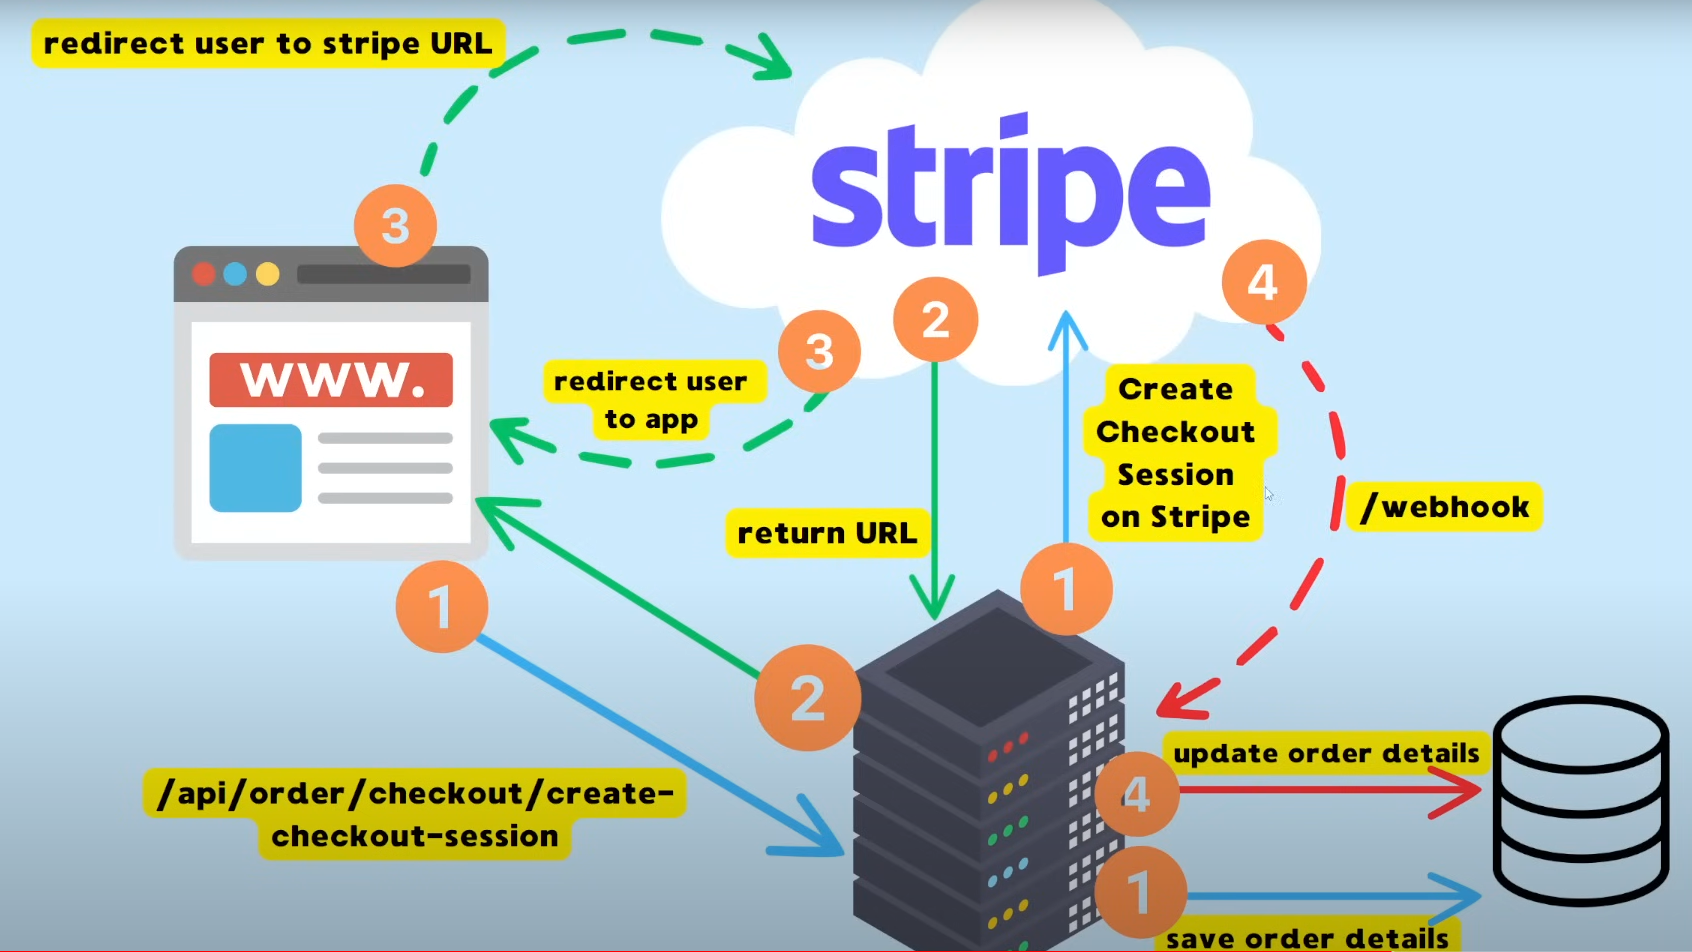 redirect user to stripe URL
stripe
3
4
2
3
www.
redirect user
to app
Create
Checkout
Session
on Stripe
/webhook
return URL
1
1
2
update order details
4
/api/order/checkout/create-
checkout-session
1
save order details